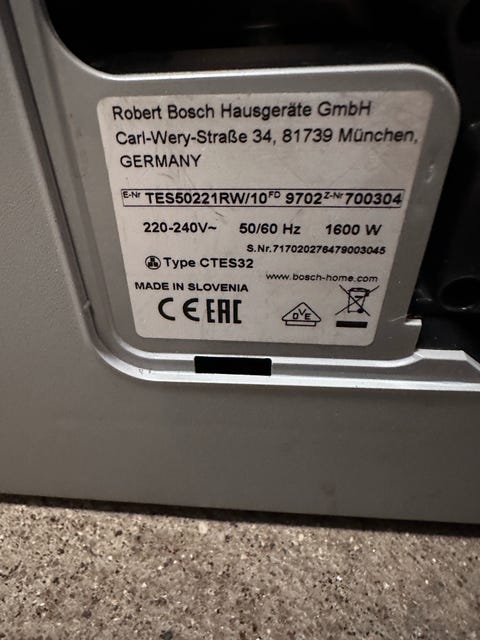 Robert Bosch Hausgeräte GmbH
Carl-Wery-Straße 34, 81739 München,
GERMANY
E-Nr TES50221RW/10 FD 9702 Z-Nr 700304
220-240V~ 50/60 Hz 1600 W
S.Nr.717020276479003045
Type CTES32
www.bosch-home.com
MADE IN SLOVENIA
CE EAC
DVE